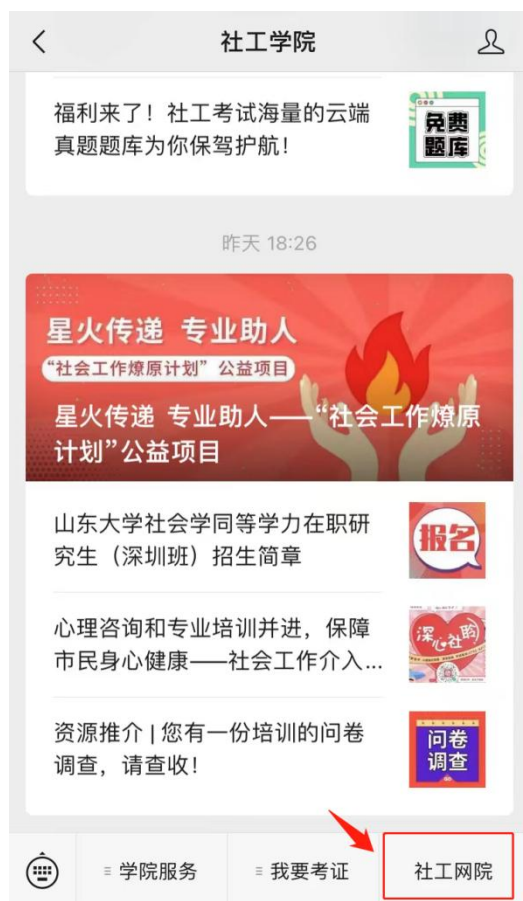 社工学院
福利来了！社工考试海量的云端
真题题库为你保驾护航！
免费
题库
昨天 18:26
星火传递 专业助人
“社会工作燎原计划”公益项目
星火传递 专业助人——“社会工作燎原
计划”公益项目
山东大学社会学同等学力在职研
究生（深圳班）招生简章
报名
心理咨询和专业培训并进，保障
市民身心健康——社会工作介入...
深心社聆
资源推介 | 您有一份培训的问卷
调查，请查收！
问卷
调查
学院服务
我要考证
社工网院